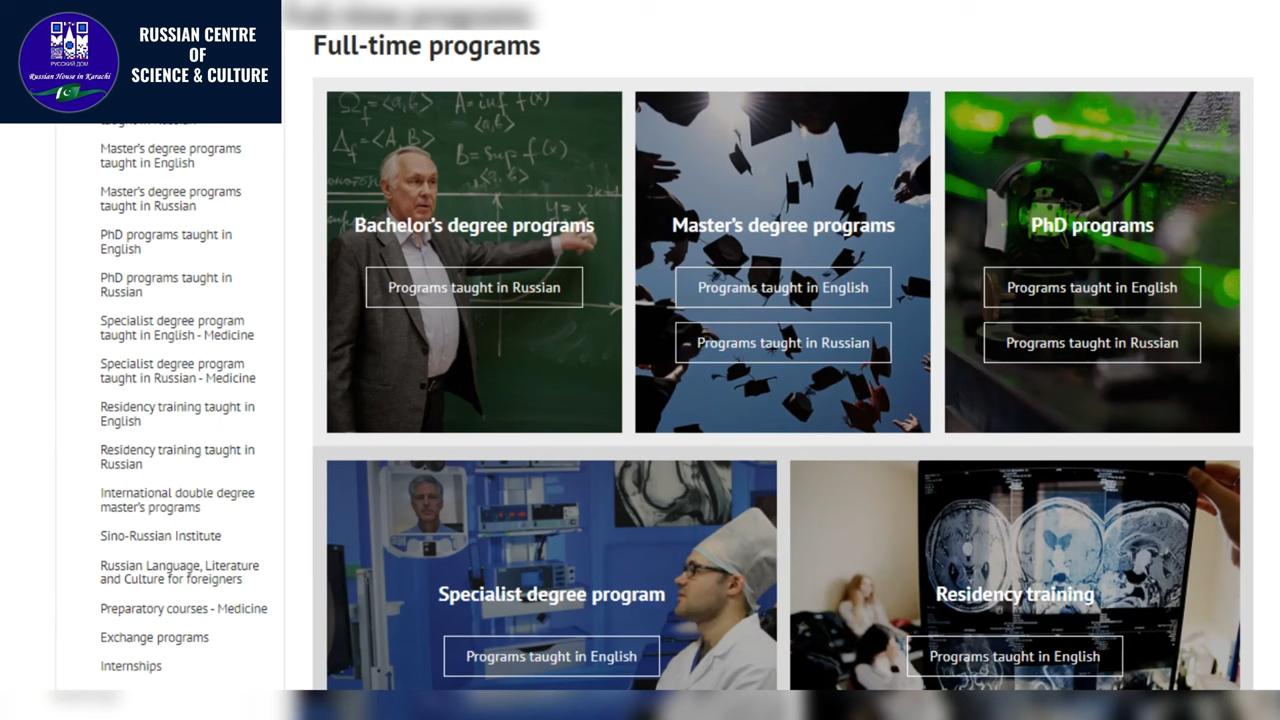 РУССКИЙ ДОМ
Russian House in Karachi
RUSSIAN CENTRE
OF
SCIENCE & CULTURE
Master's degree programs
taught in English
Master's degree programs
taught in Russian
PhD programs taught in
English
PhD programs taught in
Russian
Specialist degree program
taught in English - Medicine
Specialist degree program
taught in Russian - Medicine
Residency training taught in
English
Residency training taught in
Russian
International double degree
master's programs
Sino-Russian Institute
Russian Language, Literature
and Culture for foreigners
Preparatory courses - Medicine
Exchange programs
Internships
Full-time programs
Bachelor's degree programs
Programs taught in Russian
Master's degree programs
Programs taught in English
Programs taught in Russian
PhD programs
Programs taught in English
Programs taught in Russian
Specialist degree program
Programs taught in English
Residency training
Programs taught in English